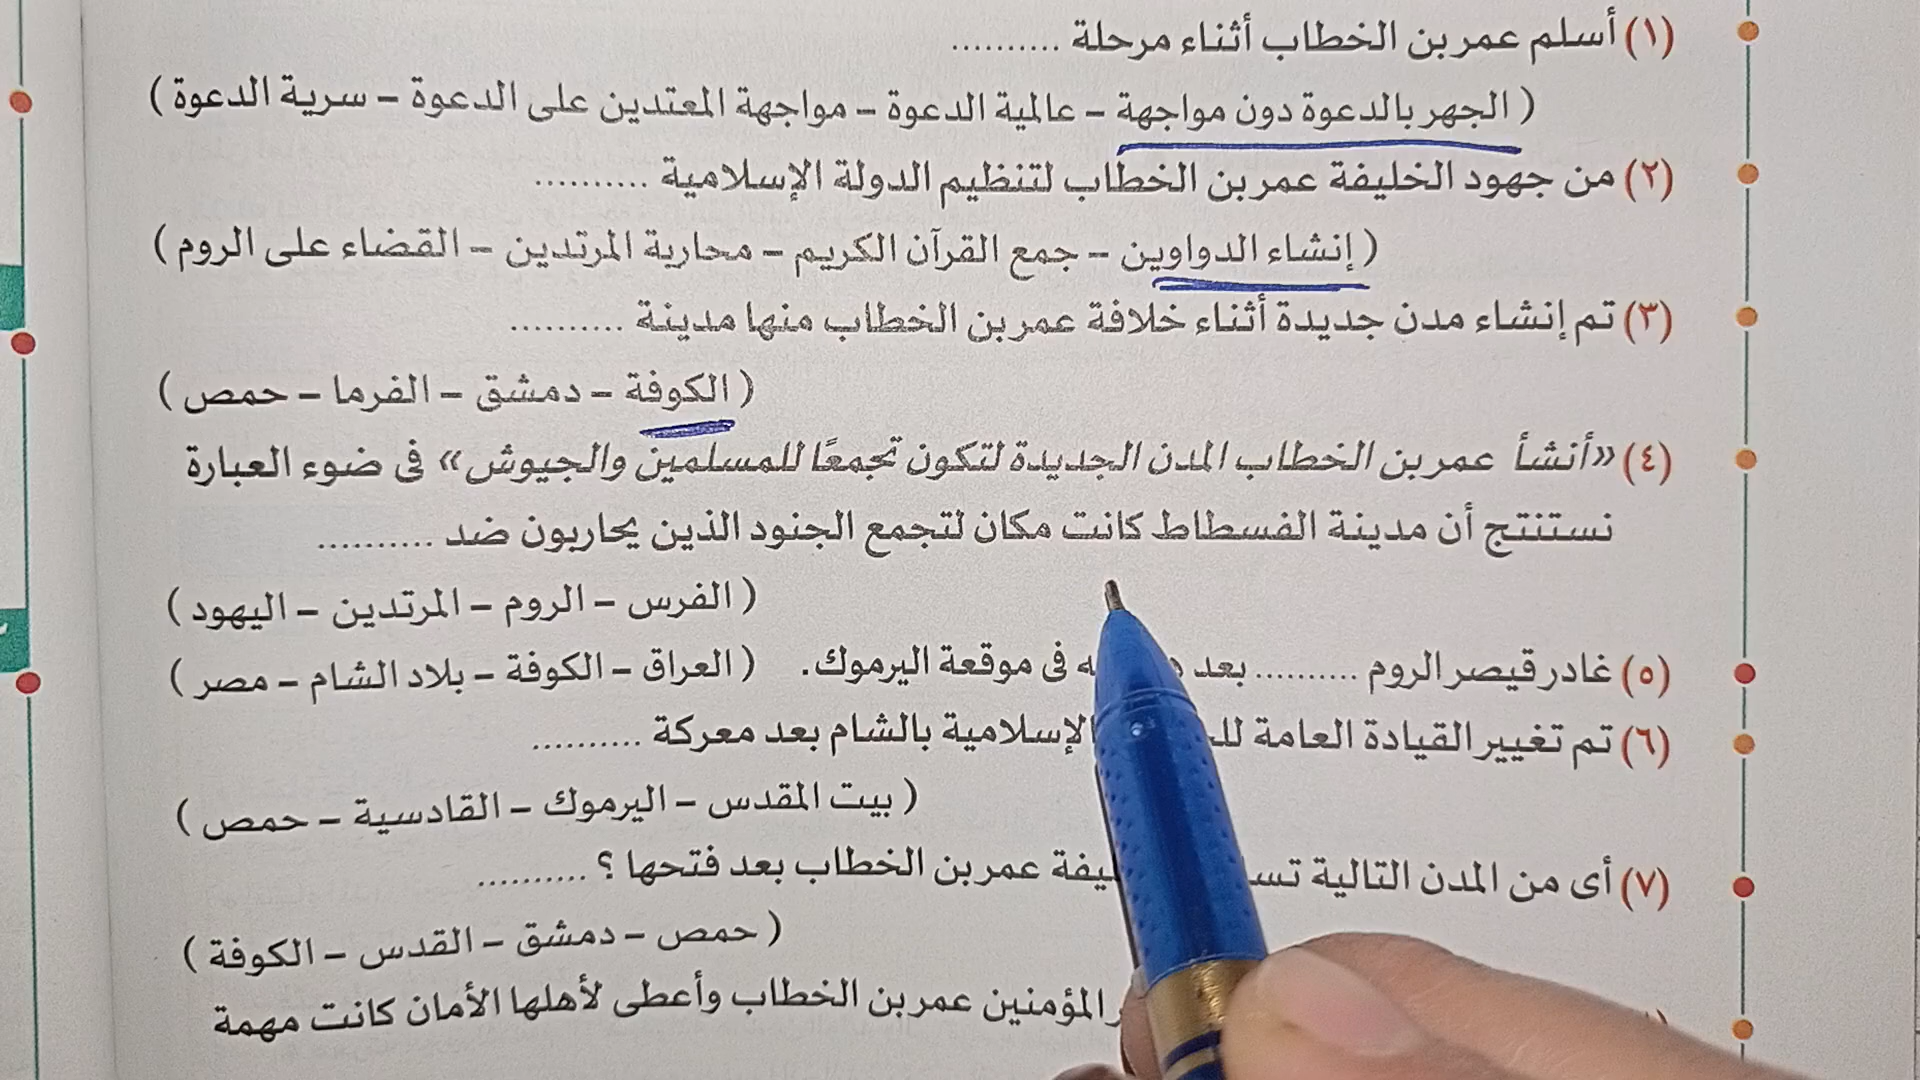 (١) أسلم عمر بن الخطاب أثناء مرحلة ..........
( الجهر بالدعوة دون مواجهة – عالمية الدعوة – مواجهة المعتدين على الدعوة – سرية الدعوة )
(٢) من جهود الخليفة عمر بن الخطاب لتنظيم الدولة الإسلامية ..........
( إنشاء الدواوين – جمع القرآن الكريم – محاربة المرتدين – القضاء على الروم )
(٣) تم إنشاء مدن جديدة أثناء خلافة عمر بن الخطاب منها مدينة ..........
( الكوفة – دمشق – الفرما – حمص )
(٤) «أنشأ عمر بن الخطاب المدن الجديدة لتكون تجمعًا للمسلمين والجيوش» فى ضوء العبارة
نستنتج أن مدينة الفسطاط كانت مكان لتجمع الجنود الذين يحاربون ضد ..........
( الفرس – الروم – المرتدين – اليهود )
(٥) غادر قيصر الروم .......... بعد فى موقعة اليرموك. ( العراق – الكوفة – بلاد الشام – مصر )
(٦) تم تغيير القيادة العامة الإسلامية بالشام بعد معركة ..........
( بيت المقدس – اليرموك – القادسية – حمص )
(٧) أى من المدن التالية عمر بن الخطاب بعد فتحها ؟ ..........
( حمص – دمشق – القدس – الكوفة )
المؤمنين عمر بن الخطاب وأعطى لأهلها الأمان كانت مهمة